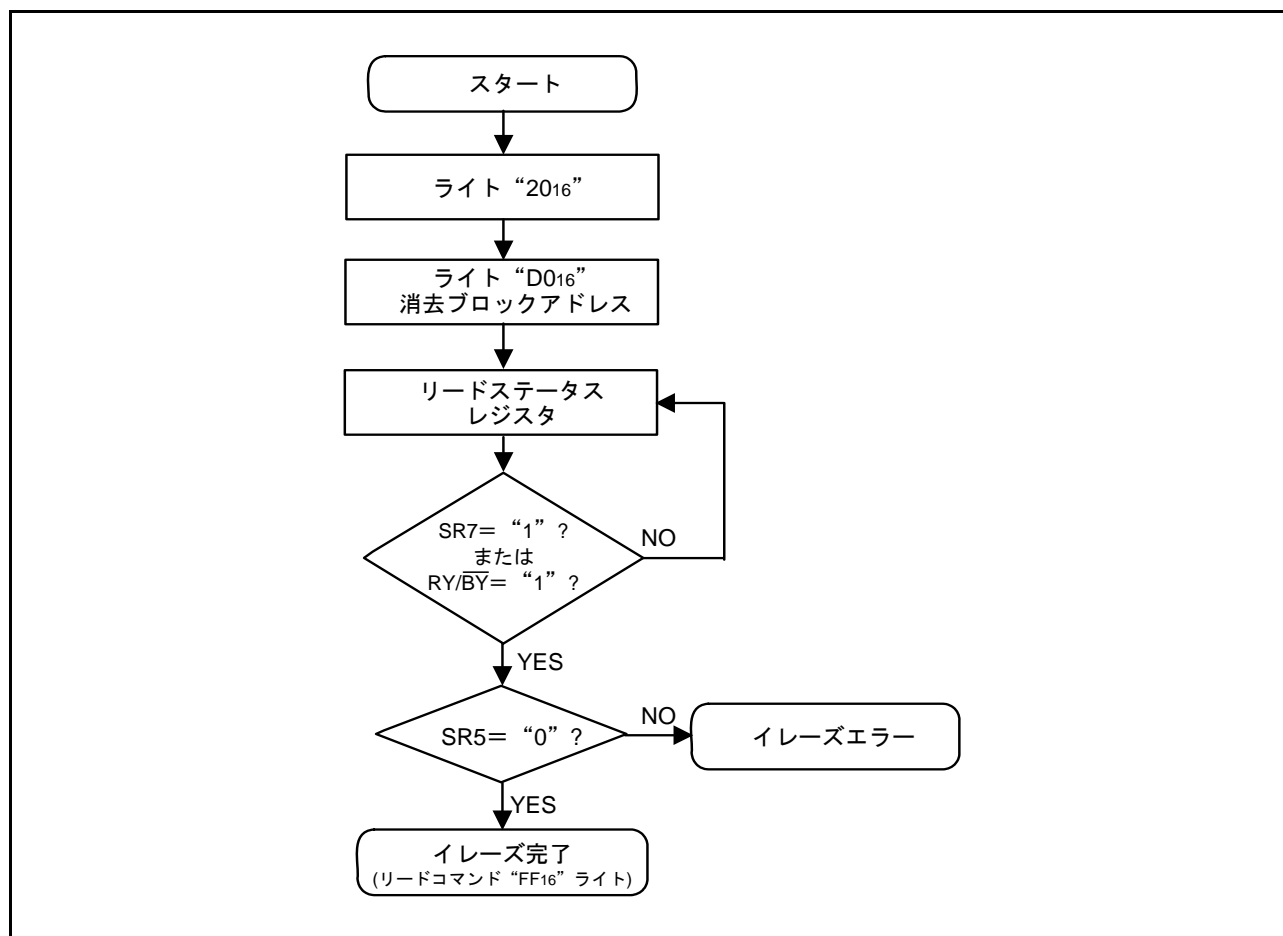 スタート
ライト“2016”
ライト“D016”
消去ブロックアドレス
リードステータス
レジスタ
SR7＝ “1” ?
または
RY/BY＝ “1” ?
NO
YES
SR5＝ “0” ?
NO
イレーズエラー
YES
イレーズ完了
(リードコマンド“FF16”ライト)